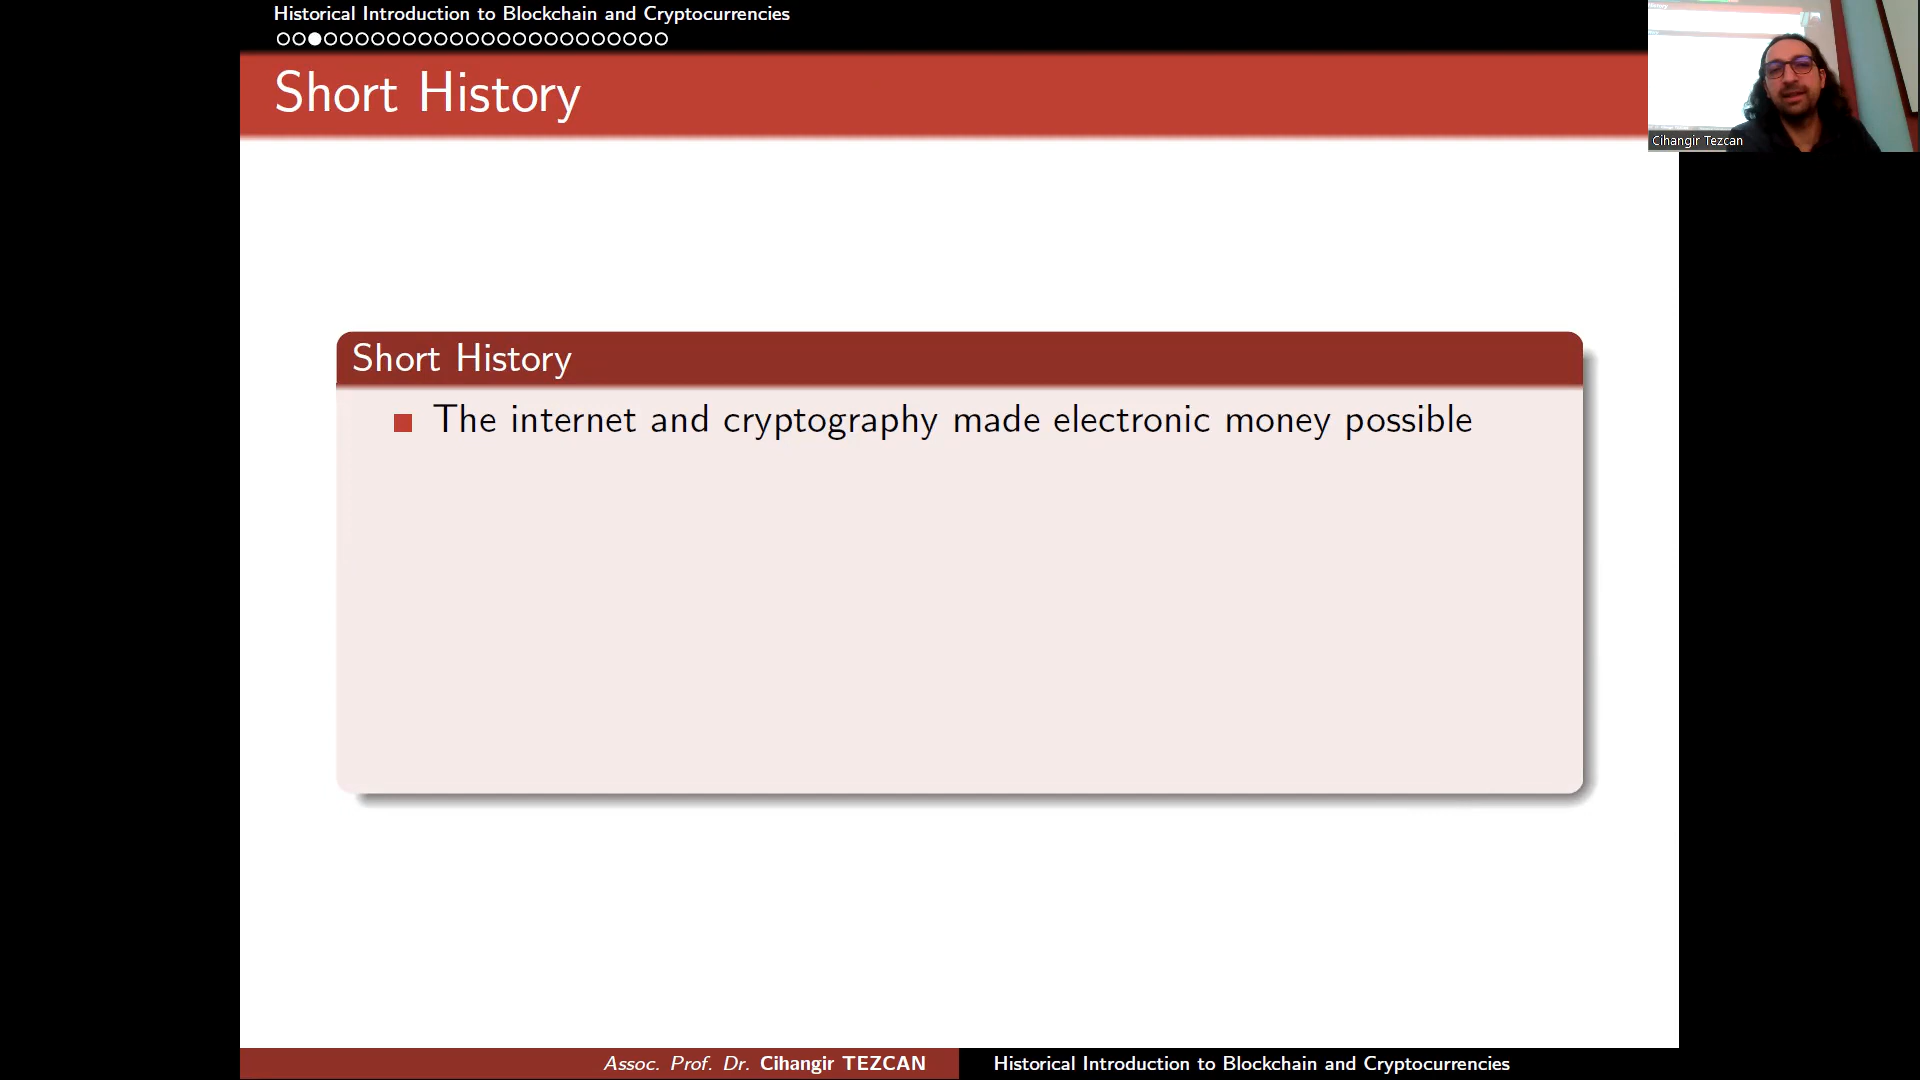 Historical Introduction to Blockchain and Cryptocurrencies
Short History
Cihangir Tezcan
Short History
The internet and cryptography made electronic money possible
Assoc. Prof. Dr. Cihangir TEZCAN
Historical Introduction to Blockchain and Cryptocurrencies